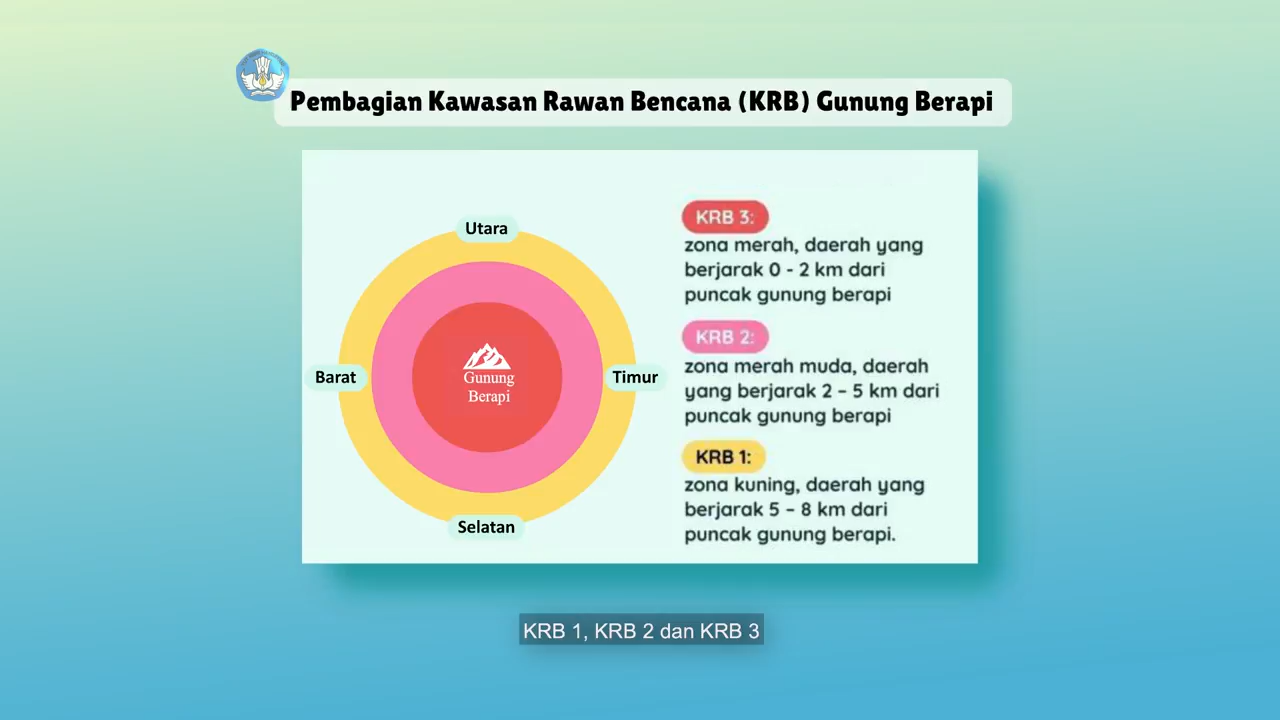 Pembagian Kawasan Rawan Bencana (KRB) Gunung Berapi
Utara
Barat
Gunung
Berapi
Timur
Selatan
KRB 3:
zona merah, daerah yang
berjarak 0 - 2 km dari
puncak gunung berapi
KRB 2:
zona merah muda, daerah
yang berjarak 2 – 5 km dari
puncak gunung berapi
KRB 1:
zona kuning, daerah yang
berjarak 5 – 8 km dari
puncak gunung berapi.
KRB 1, KRB 2 dan KRB 3